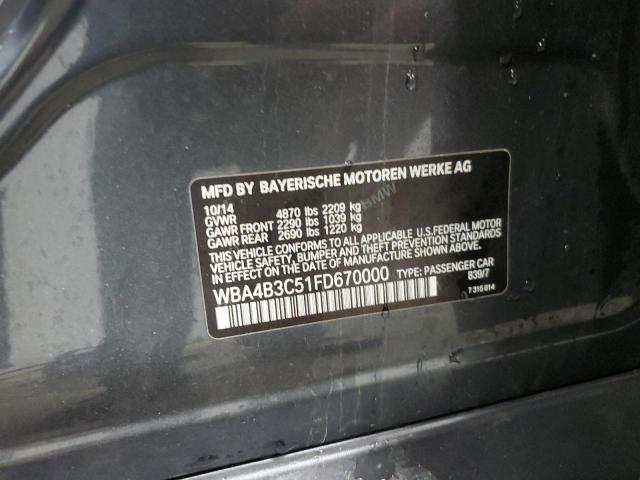 MFD BY BAYERISCHE MOTOREN WERKE AG
10/14
GVWR 4870 lbs 2209 kg
GAWR FRONT 2290 lbs 1039 kg
GAWR REAR 2690 lbs 1220 kg
BMW
THIS VEHICLE CONFORMS TO ALL APPLICABLE U.S.FEDERAL MOTOR
VEHICLE SAFETY, BUMPER, AND THEFT PREVENTION STANDARDS
IN EFFECT ON THE DATE OF MANUFACTURE SHOWN ABOVE.
WBA4B3C51FD670000 TYPE: PASSENGER CAR
839/7
7 315 614